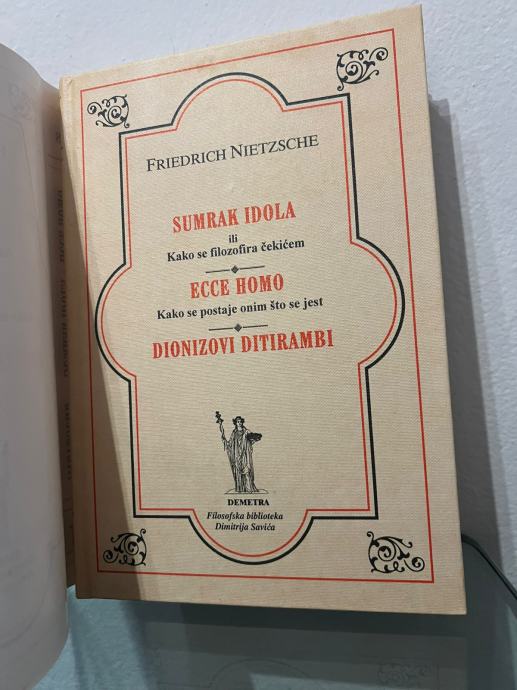 FRIEDRICH NIETZSCHE
SUMRAK IDOLA
ili
Kako se filozofira čekićem
ECCE HOMO
Kako se postaje onim što se jest
DIONIZOVI DITIRAMBI
DEMETRA
Filosofska biblioteka
Dimitrija Savića